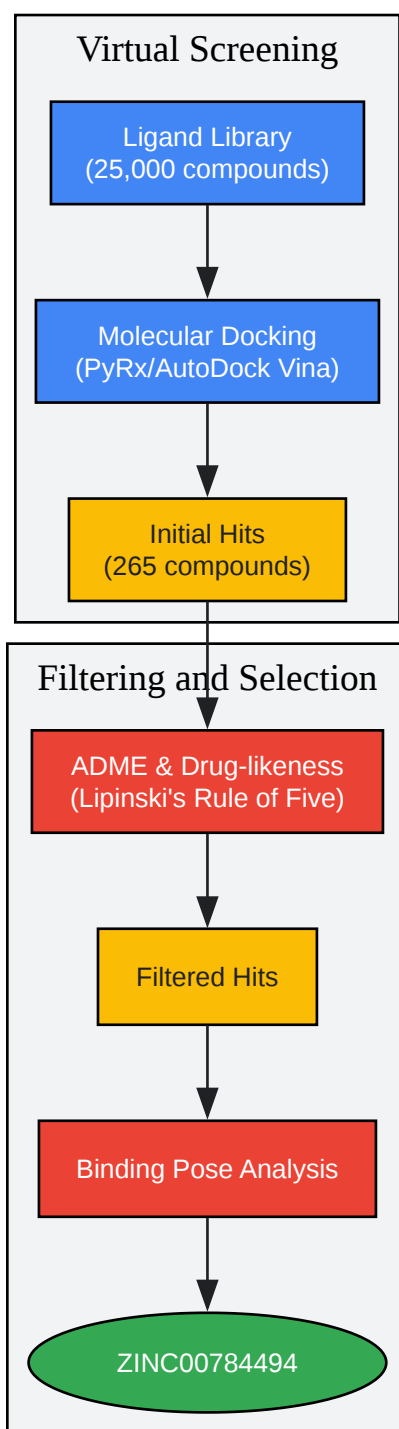 Virtual Screening
Ligand Library
(25,000 compounds)
Molecular Docking
(PyRx/AutoDock Vina)
Initial Hits
(265 compounds)
Filtering and Selection
ADME & Drug-likeness
(Lipinski's Rule of Five)
Filtered Hits
Binding Pose Analysis
ZINC00784494